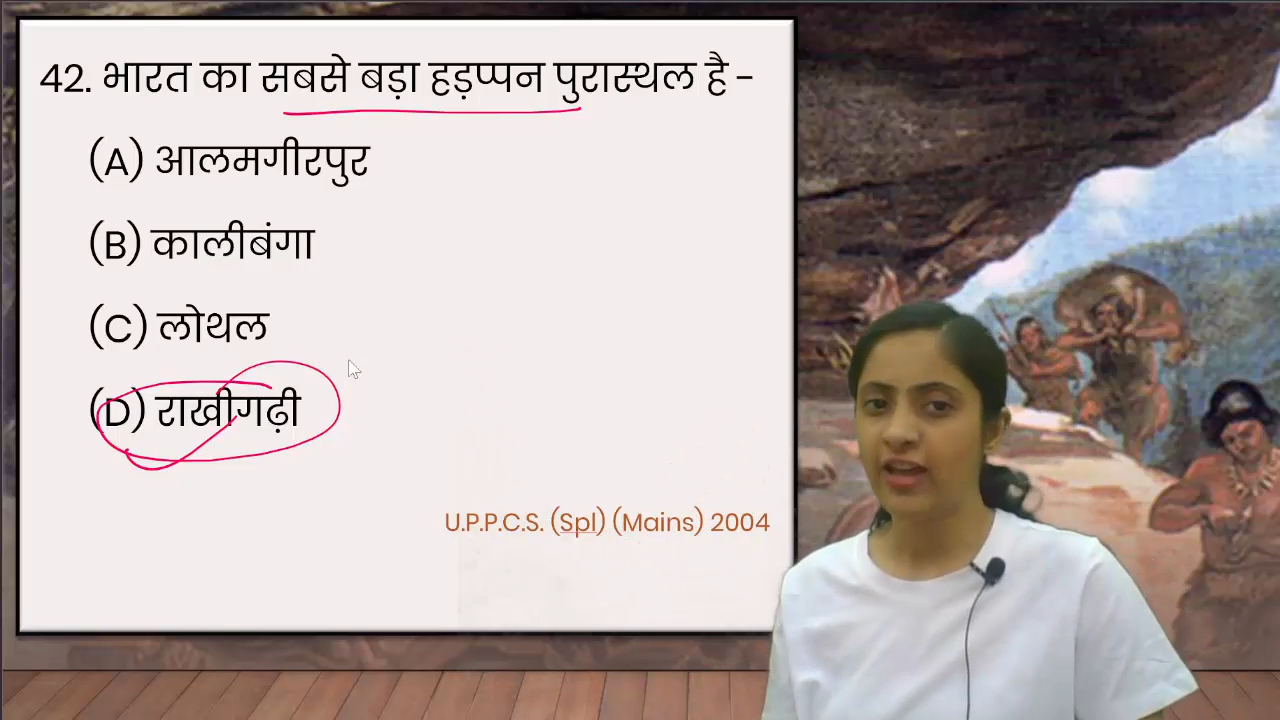 42. भारत का सबसे बड़ा हड़प्पन पुरास्थल है -
(A) आलमगीरपुर
(B) कालीबंगा
(C) लोथल
(D) राखीगढ़ी
U.P.P.C.S. (Spl) (Mains) 2004